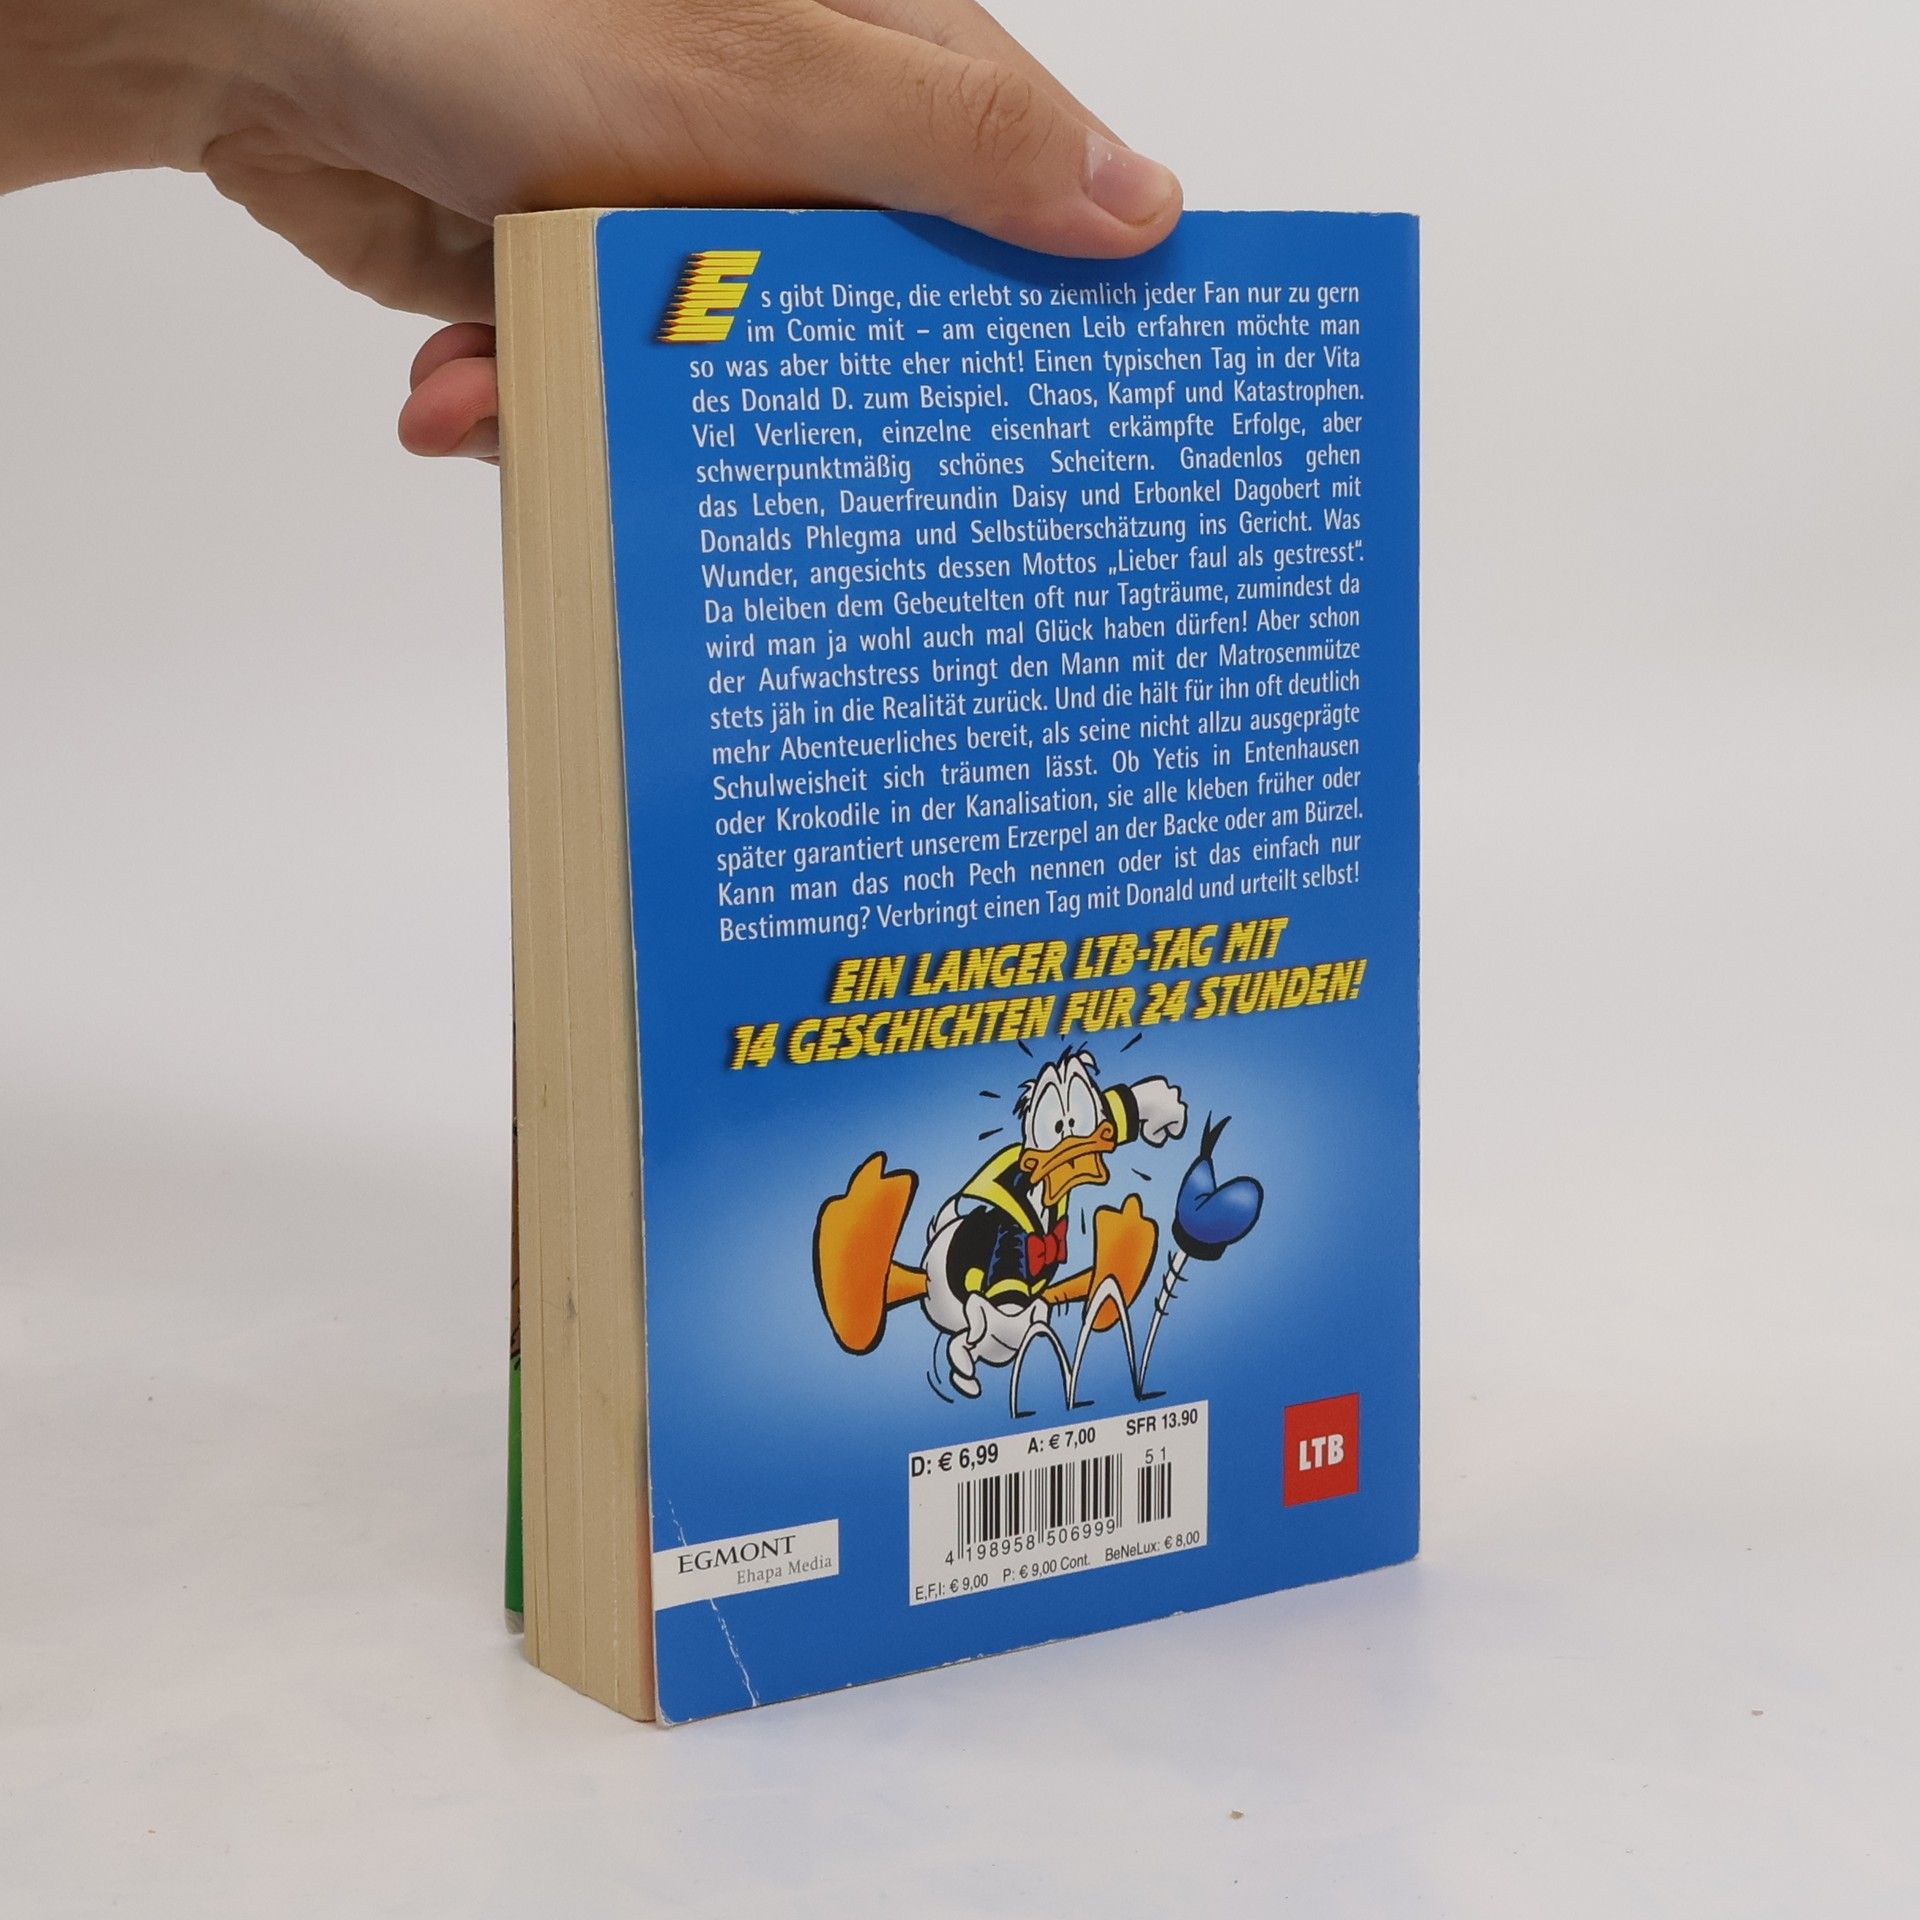 Es gibt Dinge, die erlebt so ziemlich jeder Fan nur zu gern
im Comic mit – am eigenen Leib erfahren möchte man
so was aber bitte eher nicht! Einen typischen Tag in der Vita
des Donald D. zum Beispiel. Chaos, Kampf und Katastrophen.
Viel Verlieren, einzelne eisenhart erkämpfte Erfolge, aber
schwerpunktmäßig schönes Scheitern. Gnadenlos gehen
das Leben, Dauerfreundin Daisy und Erbonkel Dagobert mit
Donalds Phlegma und Selbstüberschätzung ins Gericht. Was
Wunder, angesichts dessen Mottos „Lieber faul als gestresst“.
Da bleiben dem Gebeutelten oft nur Tagträume, zumindest da
wird man ja wohl auch mal Glück haben dürfen! Aber schon
der Aufwachstress bringt den Mann mit der Matrosenmütze
stets jäh in die Realität zurück. Und die hält für ihn oft deutlich
mehr Abenteuerliches bereit, als seine nicht allzu ausgeprägte
Schulweisheit sich träumen lässt. Ob Yetis in Entenhausen
oder Krokodile in der Kanalisation, sie alle kleben früher oder
später garantiert unserem Erzerpel an der Backe oder am Bürzel.
Kann man das noch Pech nennen oder ist das einfach nur
Bestimmung? Verbringt einen Tag mit Donald und urteilt selbst!
EIN LANGER LTB-TAG MIT
14 GESCHICHTEN FÜR 24 STUNDEN!
D: € 6,99 A: € 7,00 SFR 13.90
51
4 198958 506999
E,F,I: € 9,00 P: € 9,00 Cont. BeNeLux: € 8,00
LTB
EGMONT
Ehapa Media